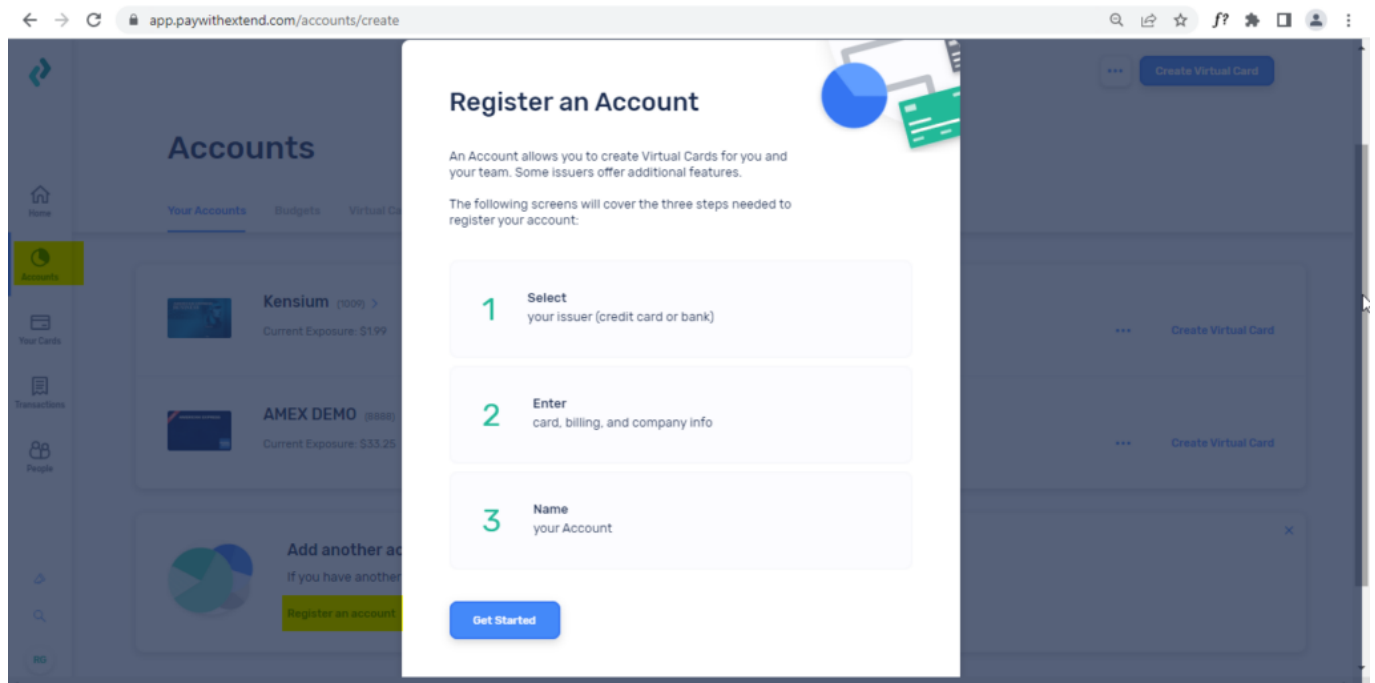 app.paywithextend.com/accounts/create
f?
Create Virtual Card
Accounts
Your Accounts Budgets Virtual Ca
Home
Accounts
Your Cards
Transactions
People
RG
Kensium (1009) >
Current Exposure: $1.99
Create Virtual Card
AMEX DEMO (8888)
Current Exposure: $33.25
Create Virtual Card
Add another ac
If you have another
Register an account
Register an Account
An Account allows you to create Virtual Cards for you and
your team. Some issuers offer additional features.
The following screens will cover the three steps needed to
register your account:
1
Select
your issuer (credit card or bank)
2
Enter
card, billing, and company info
3
Name
your Account
Get Started